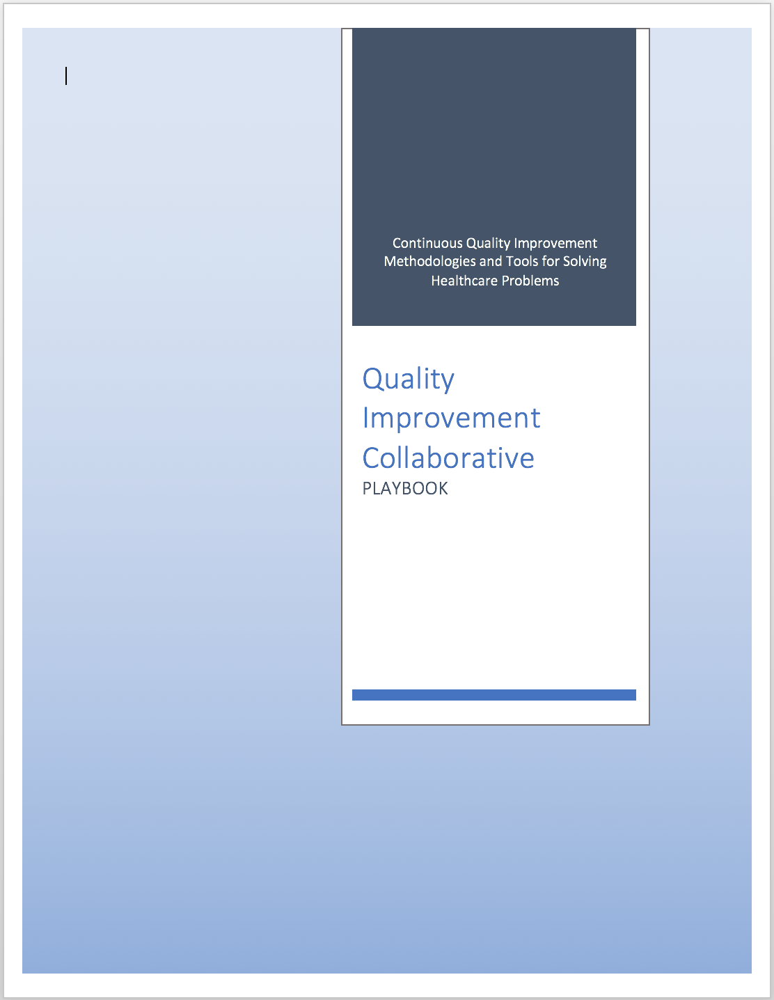 Continuous Quality Improvement
Methodologies and Tools for Solving
Healthcare Problems
Quality
Improvement
Collaborative
PLAYBOOK